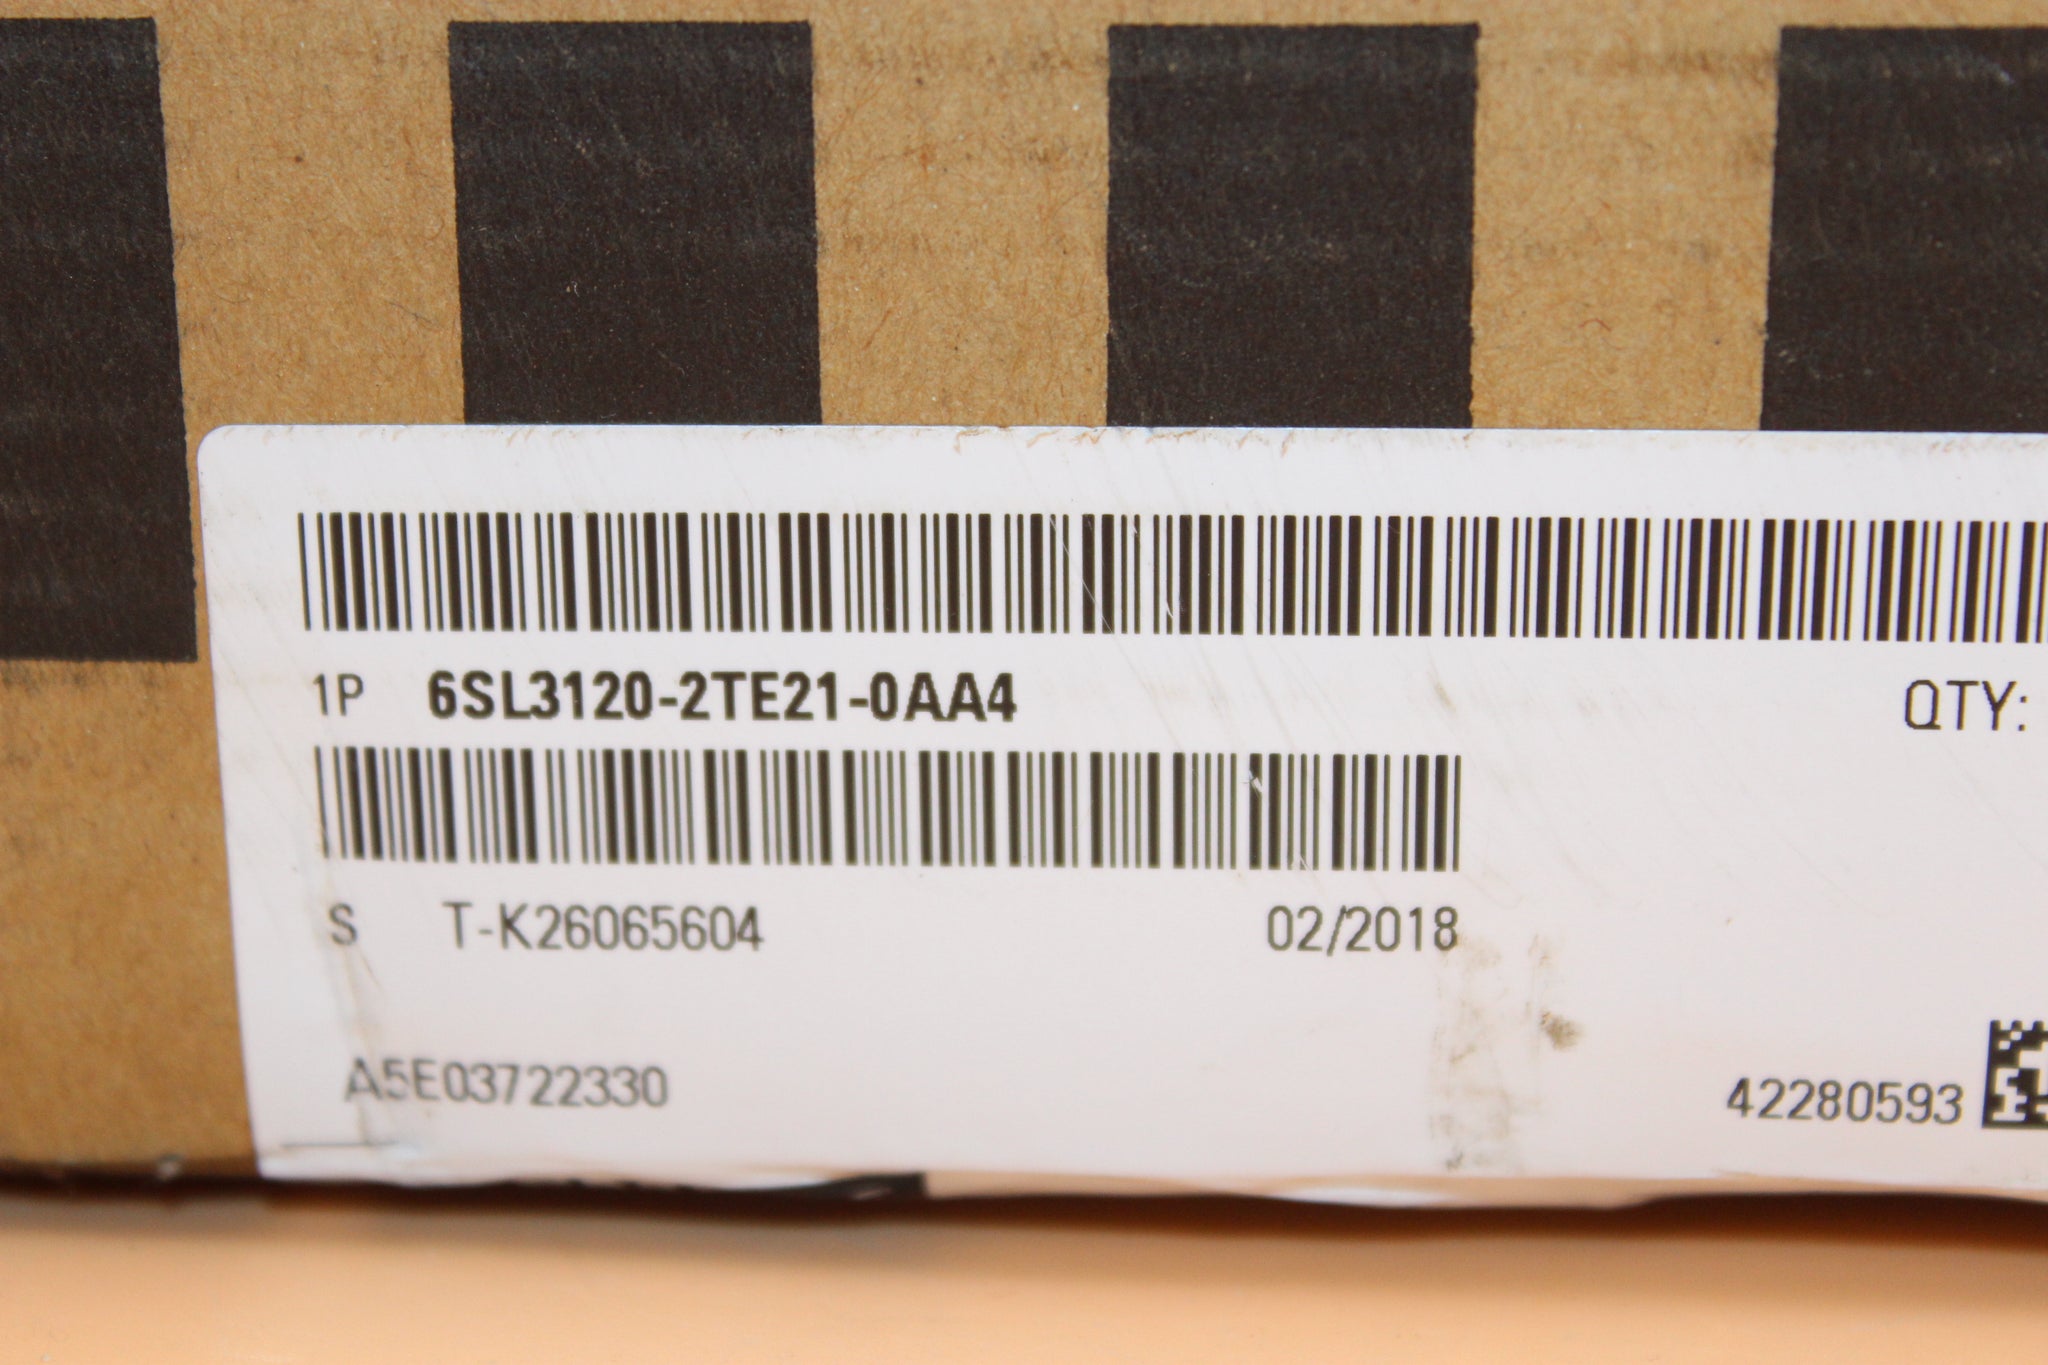 1P 6SL3120-2TE21-0AA4 QTY:
S T-K26065604 02/2018
A5E03722330 42280593